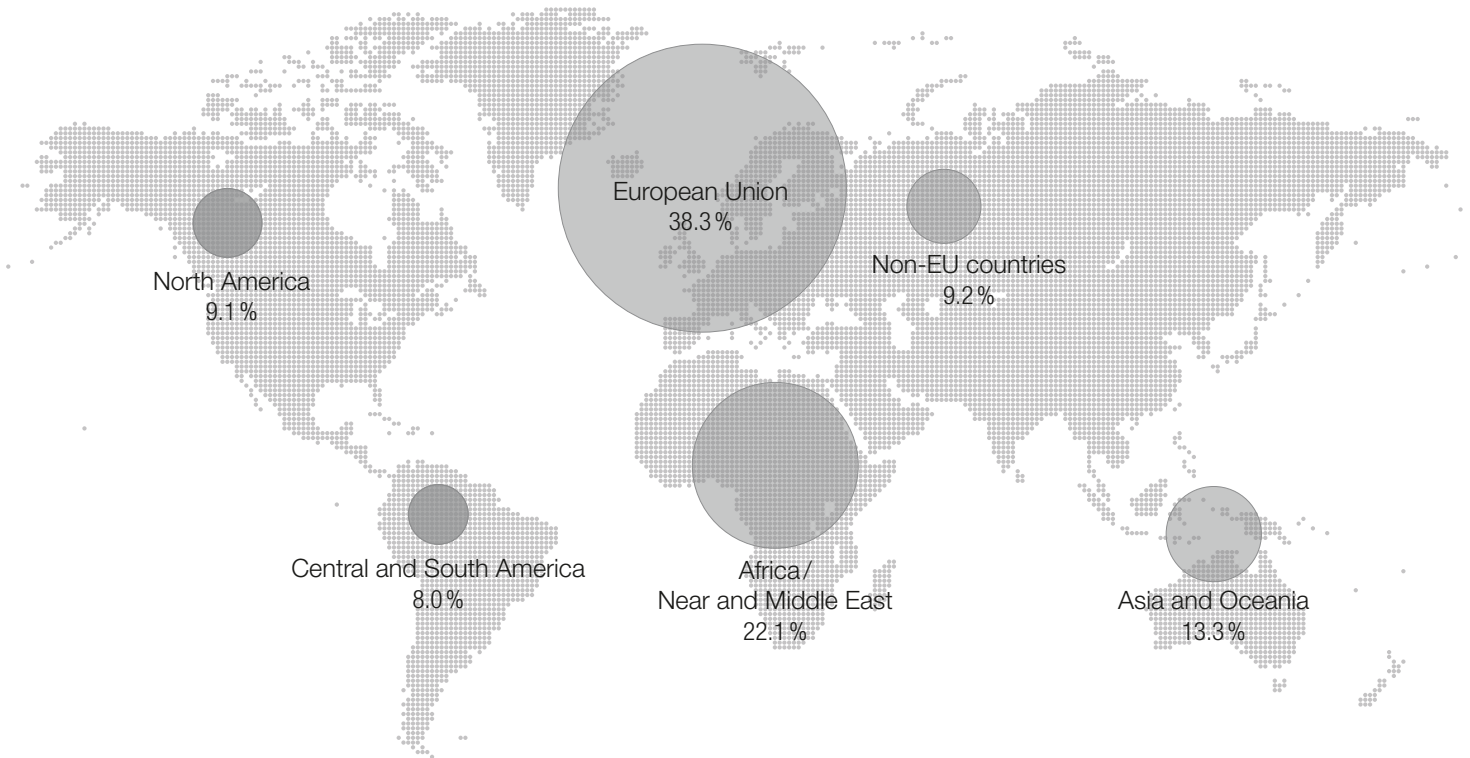 European Union
38.3 %
Non-EU countries
9.2 %
North America
9.1 %
Central and South America
8.0 %
Africa /
Near and Middle East
22.1 %
Asia and Oceania
13.3 %